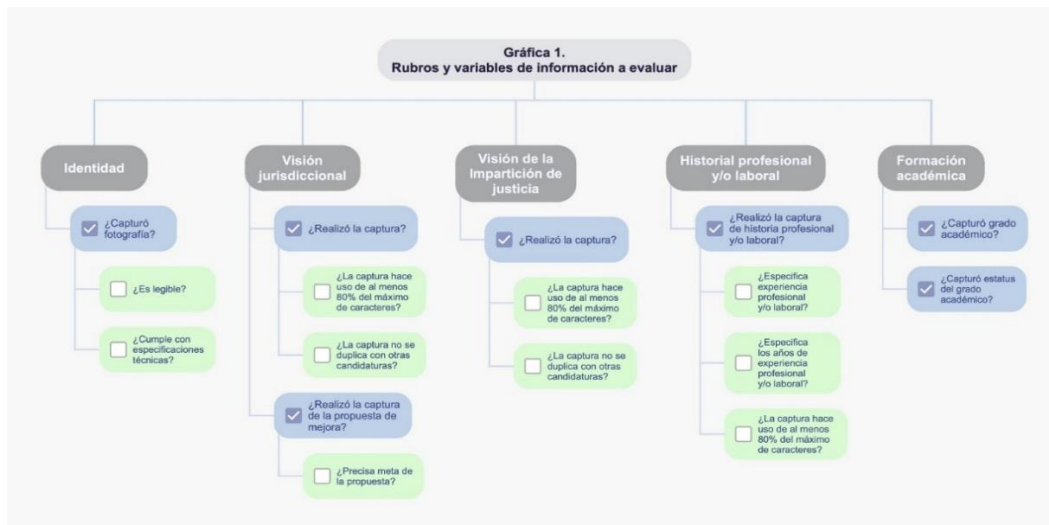 Gráfica 1.
Rubros y variables de información a evaluar
Identidad
¿Capturó
fotografía?
¿Es legible?
¿Cumple con
especificaciones
técnicas?
Visión
jurisdiccional
¿Realizó la captura?
¿La captura hace
uso de al menos
80% del máximo
de caracteres?
¿La captura no se
duplica con otras
candidaturas?
¿Realizó la captura
de la propuesta de
mejora?
¿Precisa meta de
la propuesta?
Visión de la
Impartición de
justicia
¿Realizó la captura?
¿La captura hace
uso de al menos
80% del máximo
de caracteres?
¿La captura no se
duplica con otras
candidaturas?
Historial profesional
y/o laboral
¿Realizó la captura
de historia profesional
y/o laboral?
¿Especifica
experiencia
profesional
y/o laboral?
¿Especifica
los años de
experiencia
profesional
y/o laboral?
¿La captura hace
uso de al menos
80% del máximo
de caracteres?
Formación
académica
¿Capturó grado
académico?
¿Capturó estatus
del grado
académico?